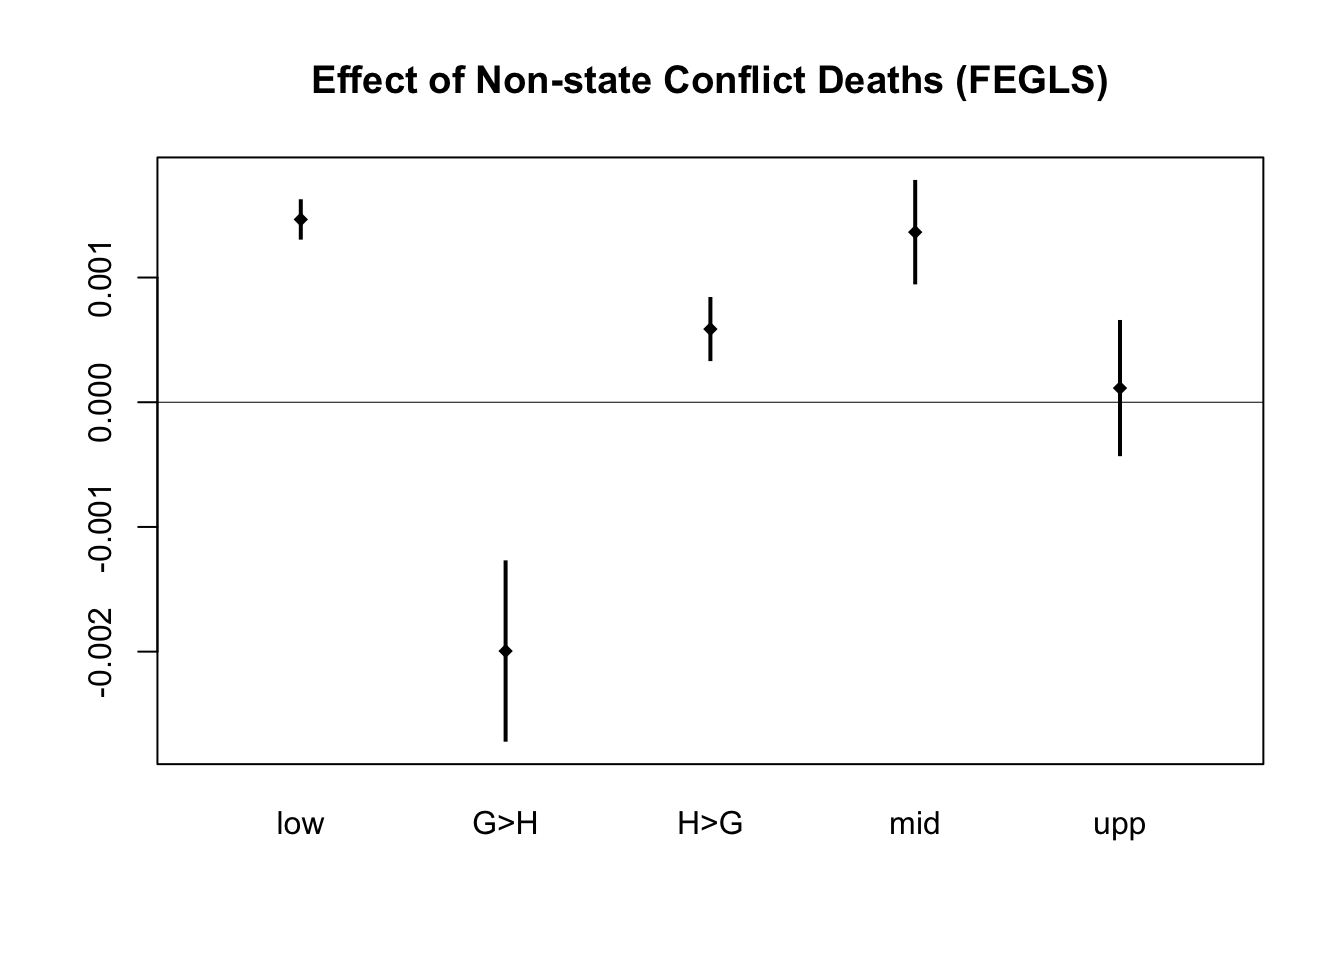 Effect of Non-state Conflict Deaths (FEGLS)
0.001
0.000
-0.001
-0.002
low G>H H>G mid upp